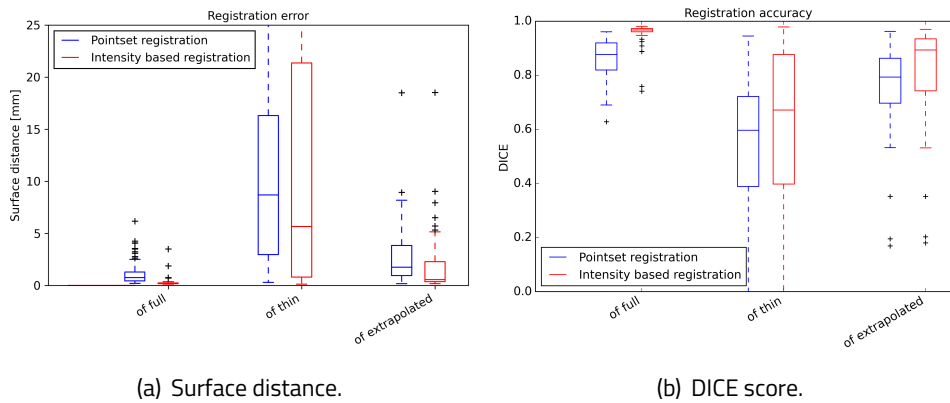 Registration error
25
20
15
10
5
0
Surface distance [mm]
Pointset registration
Intensity based registration
of full
of thin
of extrapolated
(a) Surface distance.
Registration accuracy
1.0
0.8
0.6
0.4
0.2
0.0
DICE
Pointset registration
Intensity based registration
of full
of thin
of extrapolated
(b) DICE score.